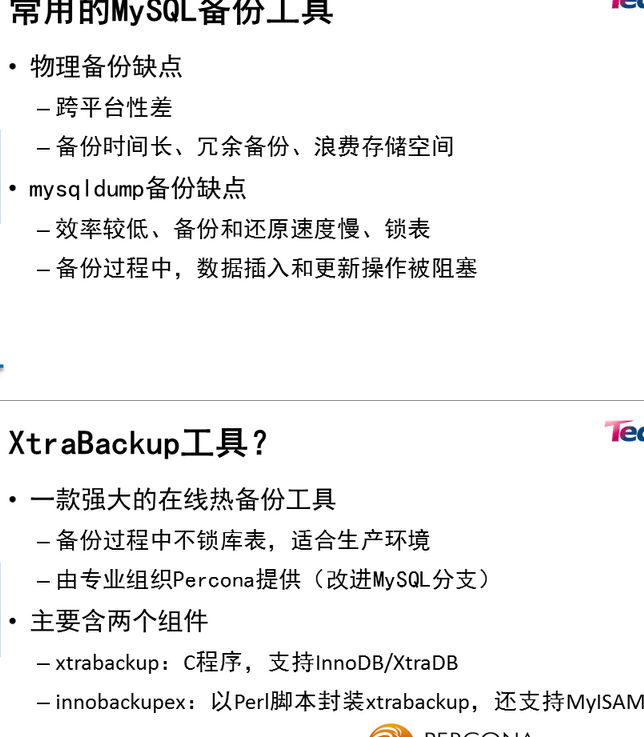 常用的MySQL备份工具
• 物理备份缺点
– 跨平台性差
– 备份时间长、冗余备份、浪费存储空间
• mysqldump备份缺点
– 效率较低、备份和还原速度慢、锁表
– 备份过程中，数据插入和更新操作被阻塞
XtraBackup工具？
Tec
• 一款强大的在线热备份工具
– 备份过程中不锁库表，适合生产环境
– 由专业组织Percona提供（改进MySQL分支）
• 主要含两个组件
– xtrabackup：C程序，支持InnoDB/XtraDB
– innobackupex：以Perl脚本封装xtrabackup，还支持MyISAM
PERCONA